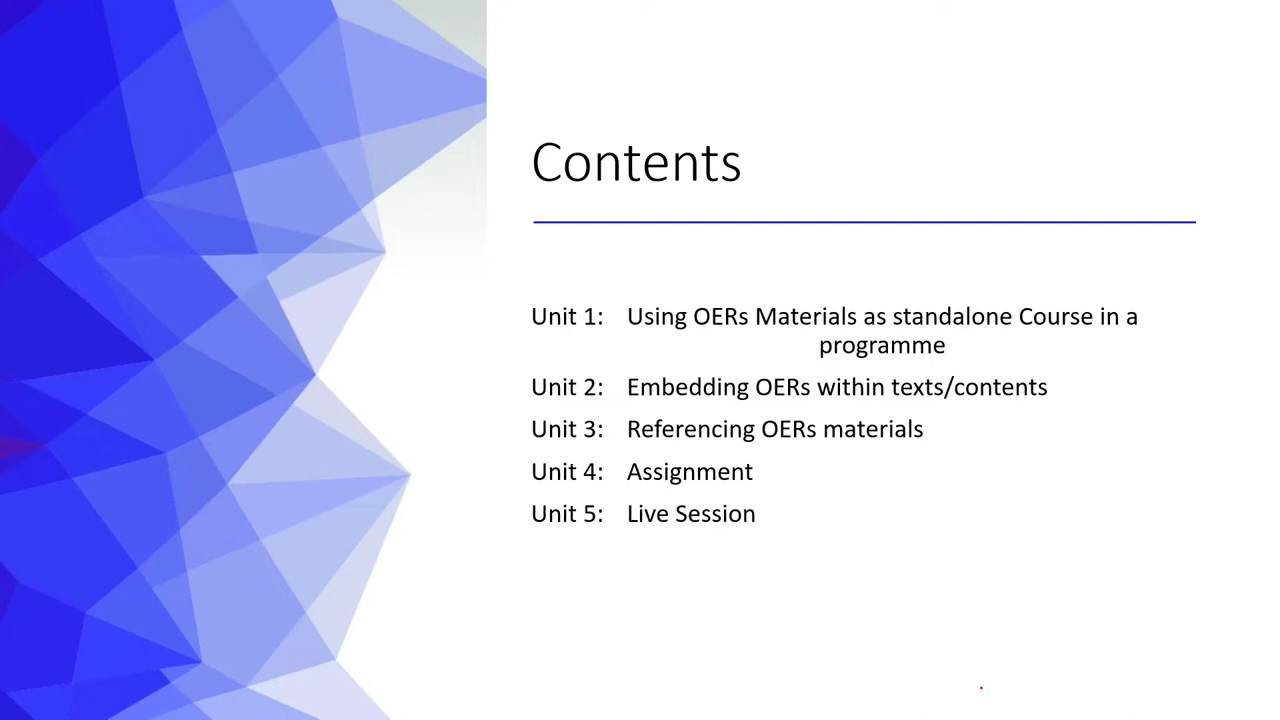 Contents
Unit 1: Using OERs Materials as standalone Course in a
programme
Unit 2: Embedding OERs within texts/contents
Unit 3: Referencing OERs materials
Unit 4: Assignment
Unit 5: Live Session